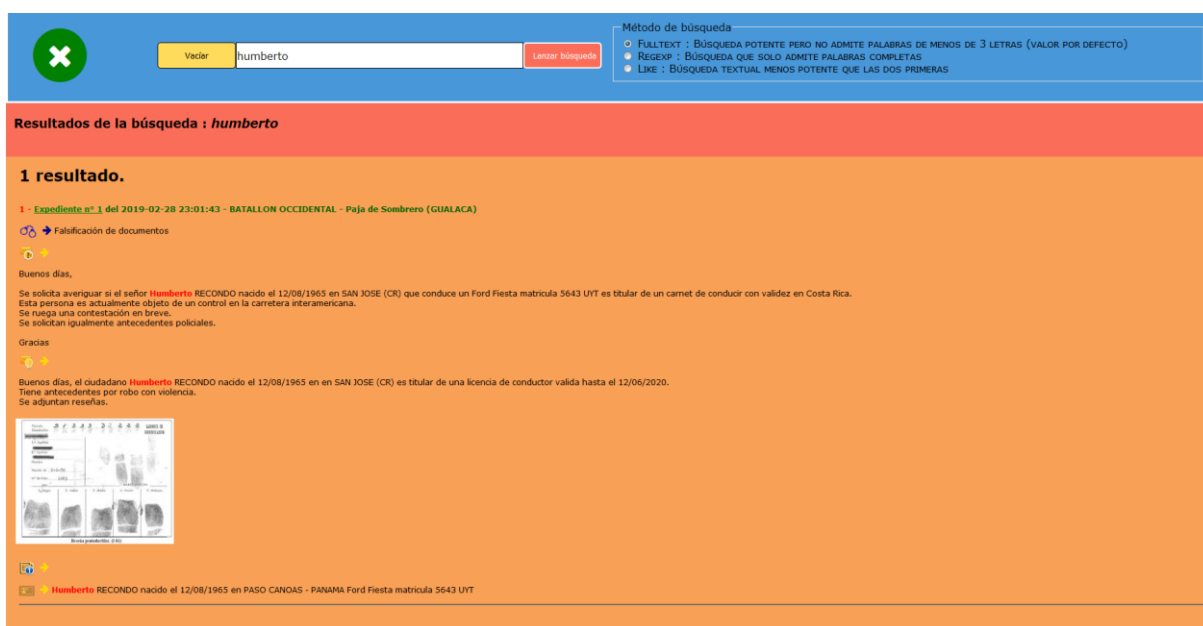 Vacíar
humberto
Lanzar búsqueda
Método de búsqueda
FULLTEXT : BÚSQUEDA POTENTE PERO NO ADMITE PALABRAS DE MENOS DE 3 LETRAS (VALOR POR DEFECTO)
REGEXP : BÚSQUEDA QUE SOLO ADMITE PALABRAS COMPLETAS
LIKE : BÚSQUEDA TEXTUAL MENOS POTENTE QUE LAS DOS PRIMERAS
Resultados de la búsqueda : humberto
1 resultado.
1 - Expediente nº 1 del 2019-02-28 23:01:43 - BATALLON OCCIDENTAL - Paja de Sombrero (GUALACA)
Falsificación de documentos
Buenos días,
Se solicita averiguar si el señor Humberto RECONDO nacido el 12/08/1965 en SAN JOSE (CR) que conduce un Ford Fiesta matricula 5643 UYT es titular de un carnet de conducir con validez en Costa Rica.
Esta persona es actualmente objeto de un control en la carretera interamericana.
Se ruega una contestación en breve.
Se solicitan igualmente antecedentes policiales.
Gracias
Buenos días, el ciudadano Humberto RECONDO nacido el 12/08/1965 en en SAN JOSE (CR) es titular de una licencia de conductor valida hasta el 12/06/2020.
Tiene antecedentes por robo con violencia.
Se adjuntan reseñas.
Humberto RECONDO nacido el 12/08/1965 en PASO CANOAS - PANAMA Ford Fiesta matricula 5643 UYT